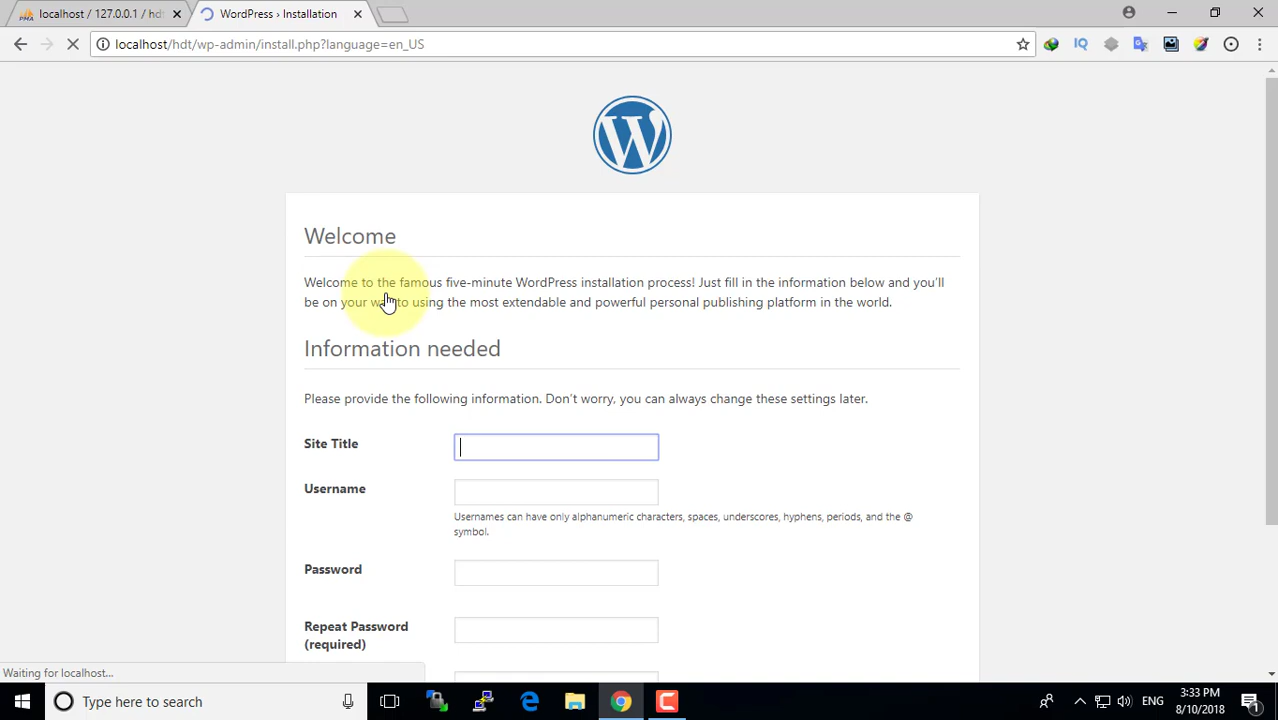 localhost / 127.0.0.1 / hdt
WordPress › Installation
localhost/hdt/wp-admin/install.php?language=en_US
Welcome
Welcome to the famous five-minute WordPress installation process! Just fill in the information below and you'll
be on your way to using the most extendable and powerful personal publishing platform in the world.
Information needed
Please provide the following information. Don't worry, you can always change these settings later.
Site Title
Username
Usernames can have only alphanumeric characters, spaces, underscores, hyphens, periods, and the @
symbol.
Password
Repeat Password
(required)
Waiting for localhost...
Type here to search
ENG
3:33 PM
8/10/2018